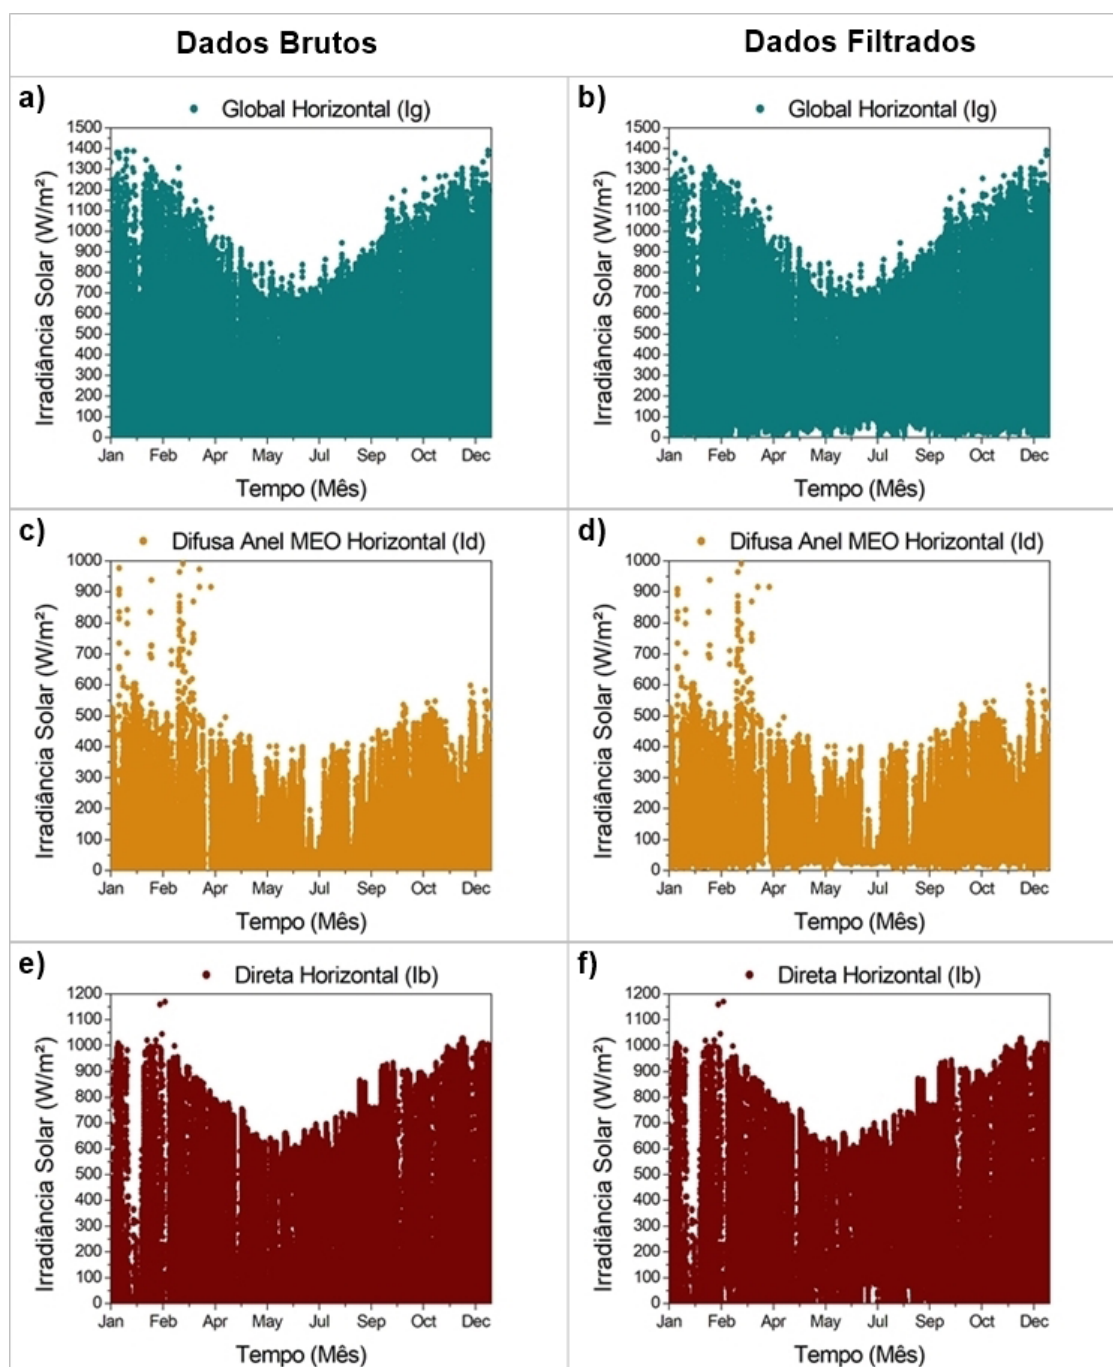 Dados Brutos
Dados Filtrados
a)
Global Horizontal (Ig)
Irradiância Solar (W/m²)
1500
1400
1300
1200
1100
1000
900
800
700
600
500
400
300
200
100
0
Jan Feb Apr May Jul Sep Oct Dec
Tempo (Mês)
b)
Global Horizontal (Ig)
Irradiância Solar (W/m²)
1500
1400
1300
1200
1100
1000
900
800
700
600
500
400
300
200
100
0
Jan Feb Apr May Jul Sep Oct Dec
Tempo (Mês)
c)
Difusa Anel MEO Horizontal (Id)
Irradiância Solar (W/m²)
1000
900
800
700
600
500
400
300
200
100
0
Jan Feb Apr May Jul Sep Oct Dec
Tempo (Mês)
d)
Difusa Anel MEO Horizontal (Id)
Irradiância Solar (W/m²)
1000
900
800
700
600
500
400
300
200
100
0
Jan Feb Apr May Jul Sep Oct Dec
Tempo (Mês)
e)
Direta Horizontal (Ib)
Irradiância Solar (W/m²)
1200
1100
1000
900
800
700
600
500
400
300
200
100
0
Jan Feb Apr May Jul Sep Oct Dec
Tempo (Mês)
f)
Direta Horizontal (Ib)
Irradiância Solar (W/m²)
1200
1100
1000
900
800
700
600
500
400
300
200
100
0
Jan Feb Apr May Jul Sep Oct Dec
Tempo (Mês)